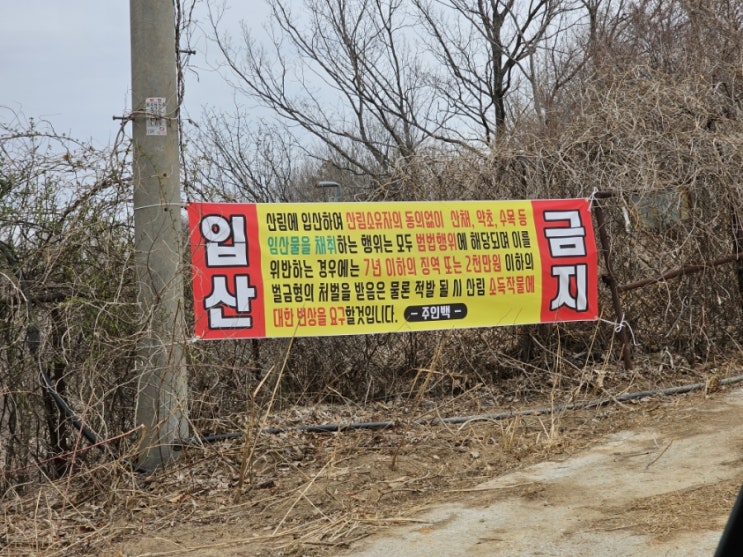 입산
금지
산림에 입산하여 산림소유자의 동의없이 산채, 약초, 수목 등
임산물을 채취하는 행위는 모두 범법행위에 해당되며 이를
위반하는 경우에는 7년 이하의 징역 또는 2천만원 이하의
벌금형의 처벌을 받음은 물론 적발 될 시 산림 소득작물에
대한 변상을 요구할것입니다. - 주인백 -